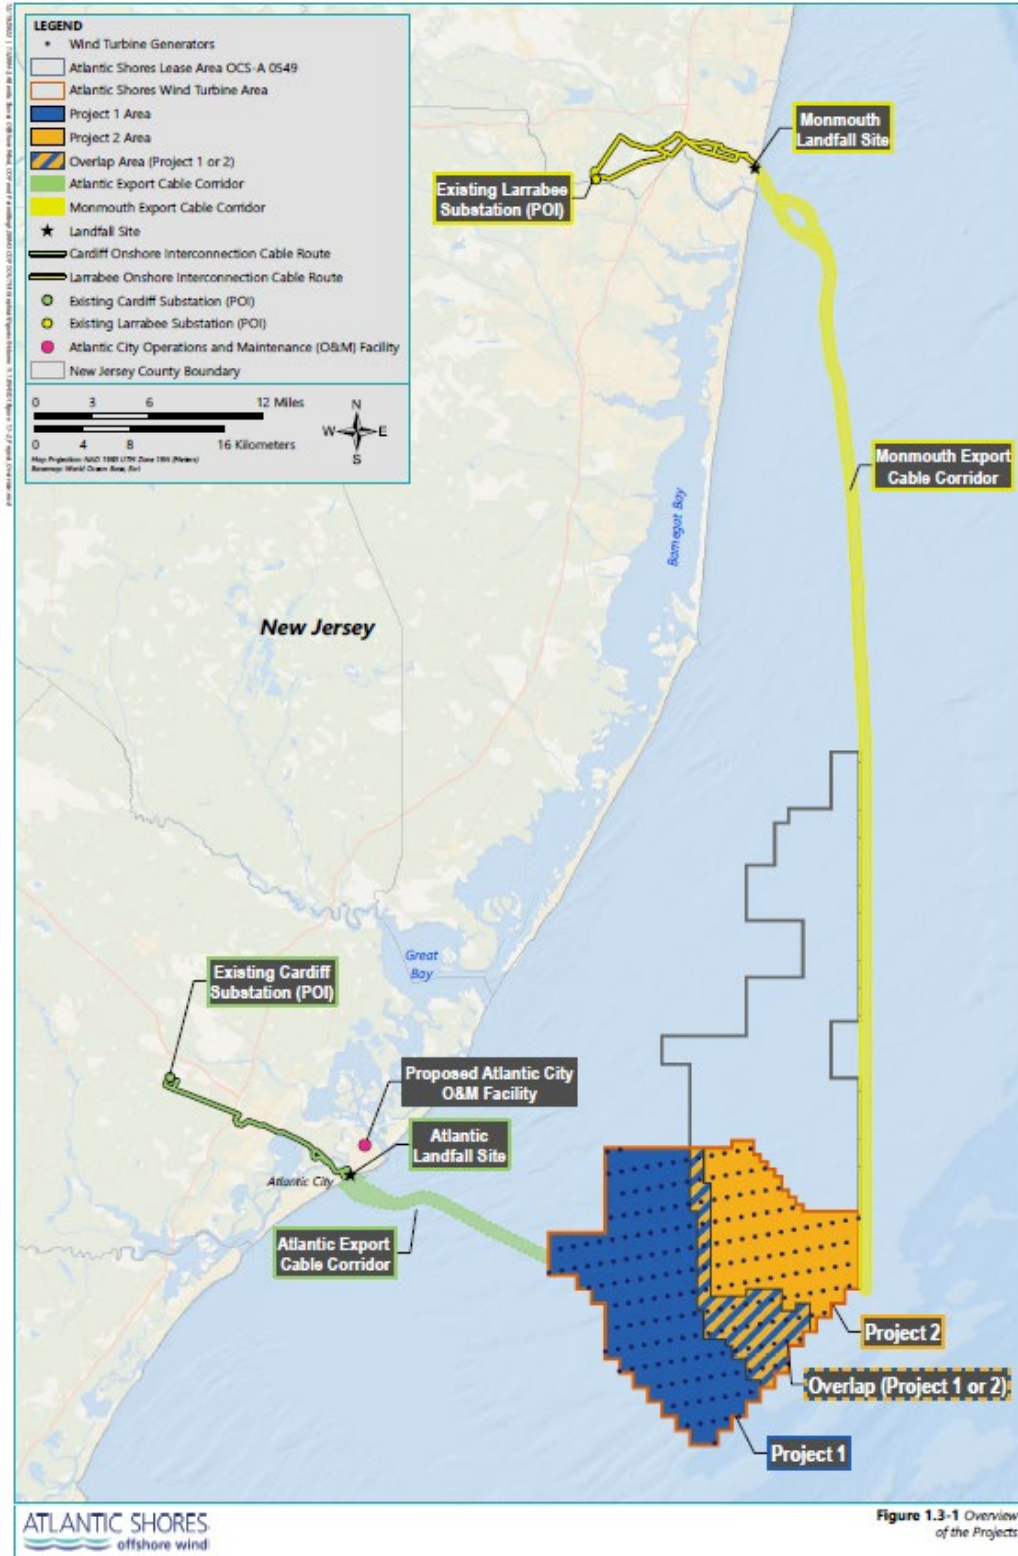 LEGEND
Wind Turbine Generators
Atlantic Shores Lease Area OCS-A 0549
Atlantic Shores Wind Turbine Area
Project 1 Area
Project 2 Area
Overlap Area (Project 1 or 2)
Atlantic Export Cable Corridor
Monmouth Export Cable Corridor
Landfall Site
Cardiff Onshore Interconnection Cable Route
Larrabee Onshore Interconnection Cable Route
Existing Cardiff Substation (POI)
Existing Larrabee Substation (POI)
Atlantic City Operations and Maintenance (O&M) Facility
New Jersey County Boundary
0 3 6 12 Miles
0 4 8 16 Kilometers
N
W E
S
Monmouth
Landfall Site
Existing Larrabee
Substation (POI)
Monmouth Export
Cable Corridor
Barnegat Bay
New Jersey
Great
Bay
Existing Cardiff
Substation (POI)
Proposed Atlantic City
O&M Facility
Atlantic
Landfall Site
Atlantic City
Atlantic Export
Cable Corridor
Project 2
Overlap (Project 1 or 2)
Project 1
ATLANTIC SHORES
offshore wind
Figure 1.3-1 Overview
of the Projects